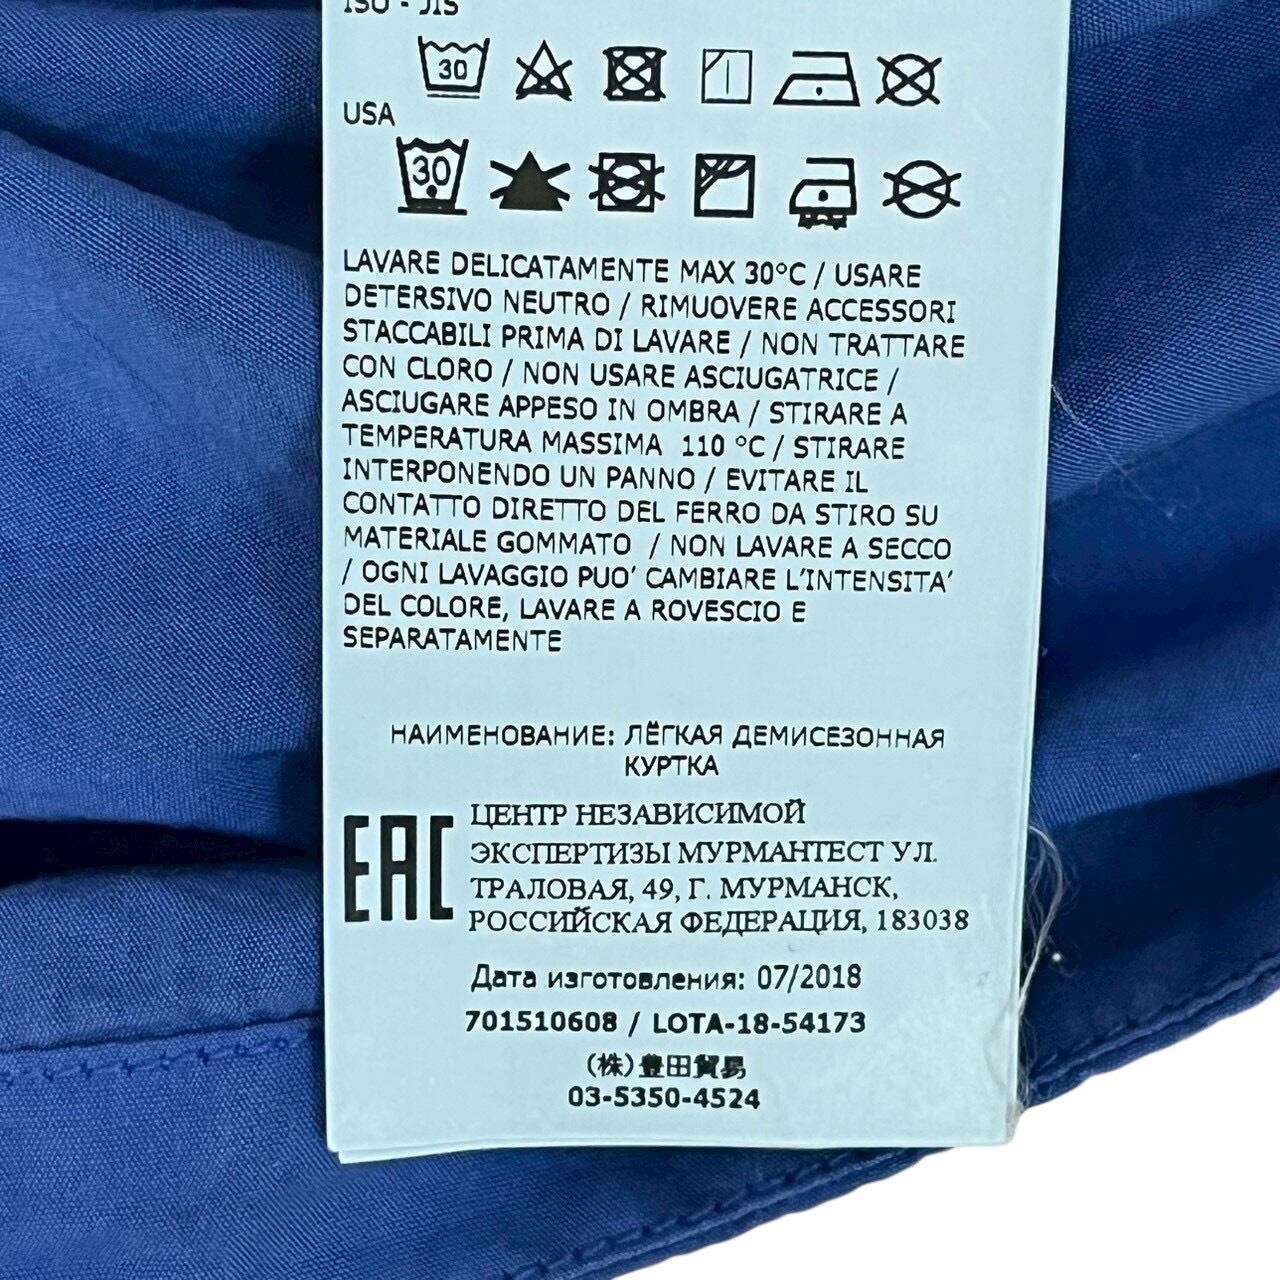 ISO - JIS
30
USA
30
LAVARE DELICATAMENTE MAX 30°C / USARE
DETERSIVO NEUTRO / RIMUOVERE ACCESSORI
STACCABILI PRIMA DI LAVARE / NON TRATTARE
CON CLORO / NON USARE ASCIUGATRICE /
ASCIUGARE APPESO IN OMBRA / STIRARE A
TEMPERATURA MASSIMA 110 °C / STIRARE
INTERPONENDO UN PANNO / EVITARE IL
CONTATTO DIRETTO DEL FERRO DA STIRO SU
MATERIALE GOMMATO / NON LAVARE A SECCO
/ OGNI LAVAGGIO PUO' CAMBIARE L'INTENSITA'
DEL COLORE, LAVARE A ROVESCIO E
SEPARATAMENTE
НАИМЕНОВАНИЕ: ЛЁГКАЯ ДЕМИСЕЗОННАЯ
КУРТКА
EAC
ЦЕНТР НЕЗАВИСИМОЙ
ЭКСПЕРТИЗЫ МУРМАНТЕСТ УЛ.
ТРАЛОВАЯ, 49, Г. МУРМАНСК,
РОССИЙСКАЯ ФЕДЕРАЦИЯ, 183038
Дата изготовления: 07/2018
701510608 / LOTA-18-54173
(株)豊田貿易
03-5350-4524